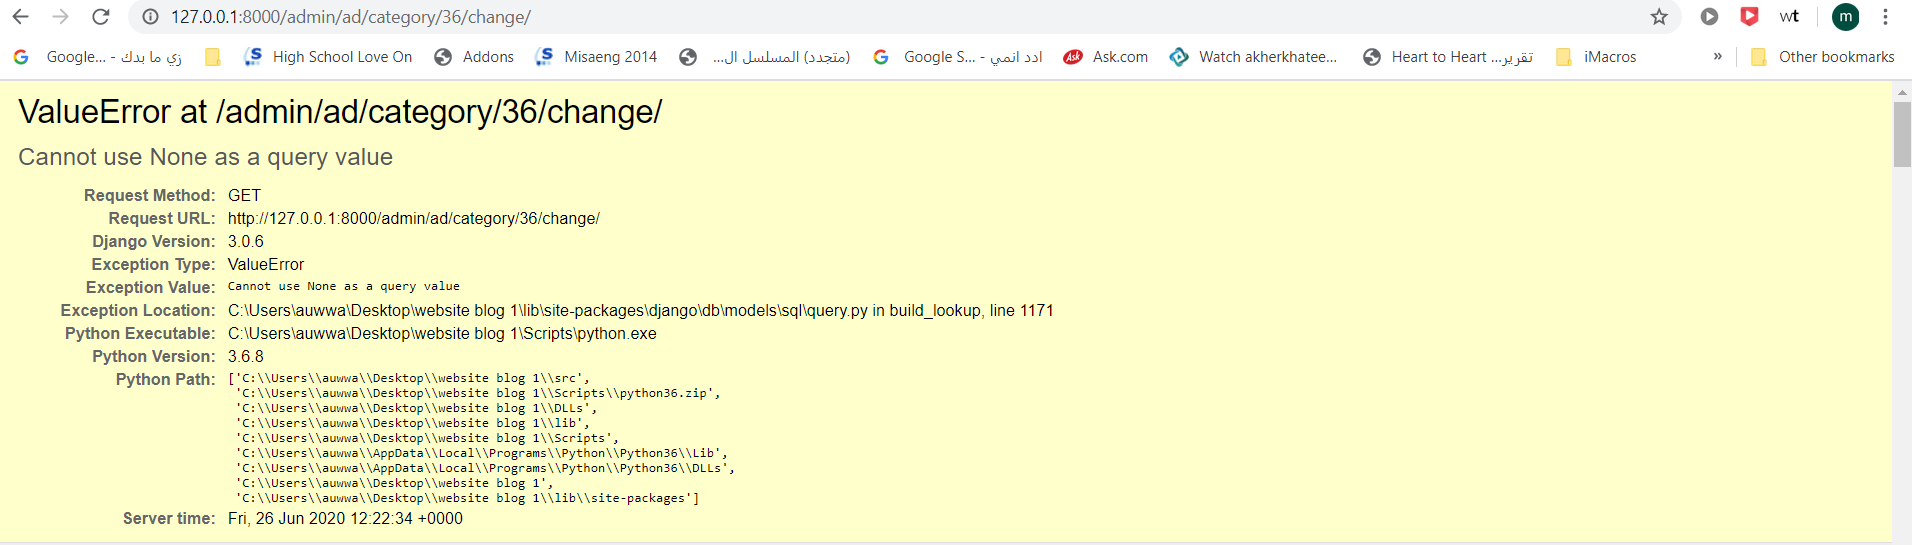 127.0.0.1:8000/admin/ad/category/36/change/
wt
m
Google... - زي ما بدك
High School Love On
Addons
Misaeng 2014
(متجدد) المسلسل ال...
Google S... - ادد انمي
Ask
Ask.com
Watch akherkhatee...
Heart to Heart تقرير...
iMacros
»
Other bookmarks
ValueError at /admin/ad/category/36/change/
Cannot use None as a query value
Request Method: GET
Request URL: http://127.0.0.1:8000/admin/ad/category/36/change/
Django Version: 3.0.6
Exception Type: ValueError
Exception Value: Cannot use None as a query value
Exception Location: C:\Users\auwwa\Desktop\website blog 1\lib\site-packages\django\db\models\sql\query.py in build_lookup, line 1171
Python Executable: C:\Users\auwwa\Desktop\website blog 1\Scripts\python.exe
Python Version: 3.6.8
Python Path: ['C:\\Users\\auwwa\\Desktop\\website blog 1\\src',
'C:\\Users\\auwwa\\Desktop\\website blog 1\\Scripts\\python36.zip',
'C:\\Users\\auwwa\\Desktop\\website blog 1\\DLLs',
'C:\\Users\\auwwa\\Desktop\\website blog 1\\lib',
'C:\\Users\\auwwa\\Desktop\\website blog 1\\Scripts',
'C:\\Users\\auwwa\\AppData\\Local\\Programs\\Python\\Python36\\Lib',
'C:\\Users\\auwwa\\AppData\\Local\\Programs\\Python\\Python36\\DLLs',
'C:\\Users\\auwwa\\Desktop\\website blog 1',
'C:\\Users\\auwwa\\Desktop\\website blog 1\\lib\\site-packages']
Server time: Fri, 26 Jun 2020 12:22:34 +0000